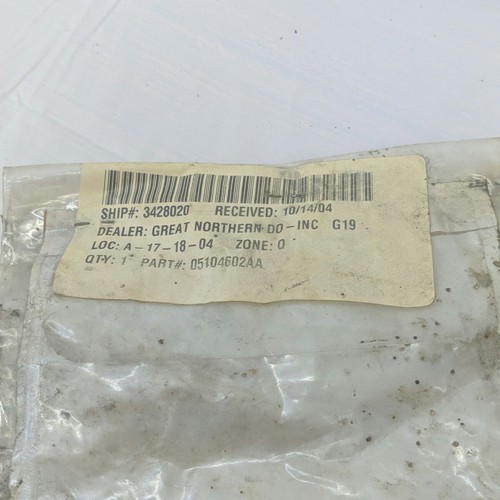 SHIP#: 3428020 RECEIVED: 10/14/04
DEALER: GREAT NORTHERN DO-INC G19
LOC: A-17-18-04 ZONE: 0
QTY: 1 PART#: 05104602AA